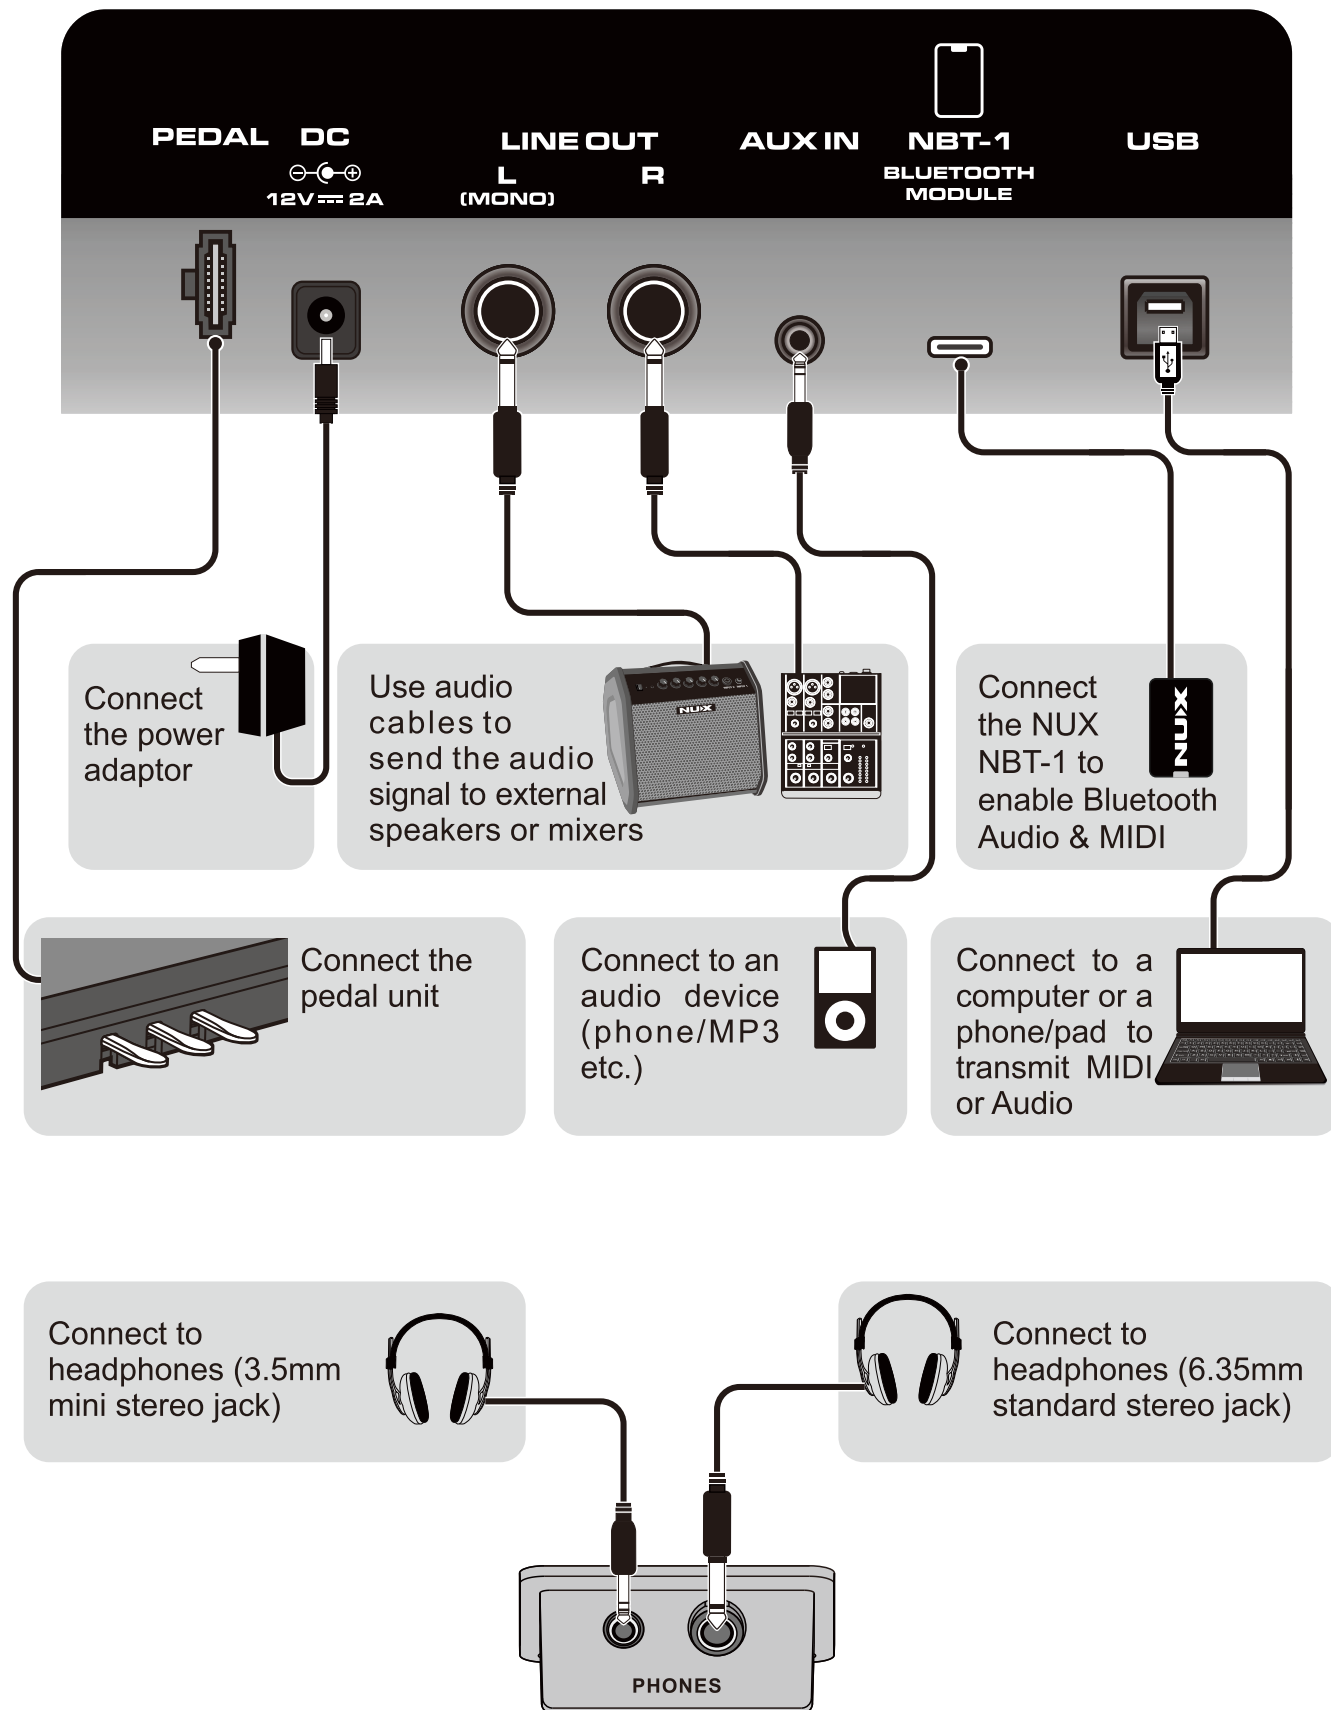 PEDAL DC LINE OUT AUX IN NBT-1 USB
L R BLUETOOTH
12V 2A (MONO) MODULE
Connect
the power
adaptor
Use audio
cables to
send the audio
signal to external
speakers or mixers
NUX
Connect
the NUX
NBT-1 to
enable Bluetooth
Audio & MIDI
NUX
Connect the
pedal unit
Connect to an
audio device
(phone/MP3
etc.)
Connect to a
computer or a
phone/pad to
transmit MIDI
or Audio
Connect to
headphones (3.5mm
mini stereo jack)
Connect to
headphones (6.35mm
standard stereo jack)
PHONES